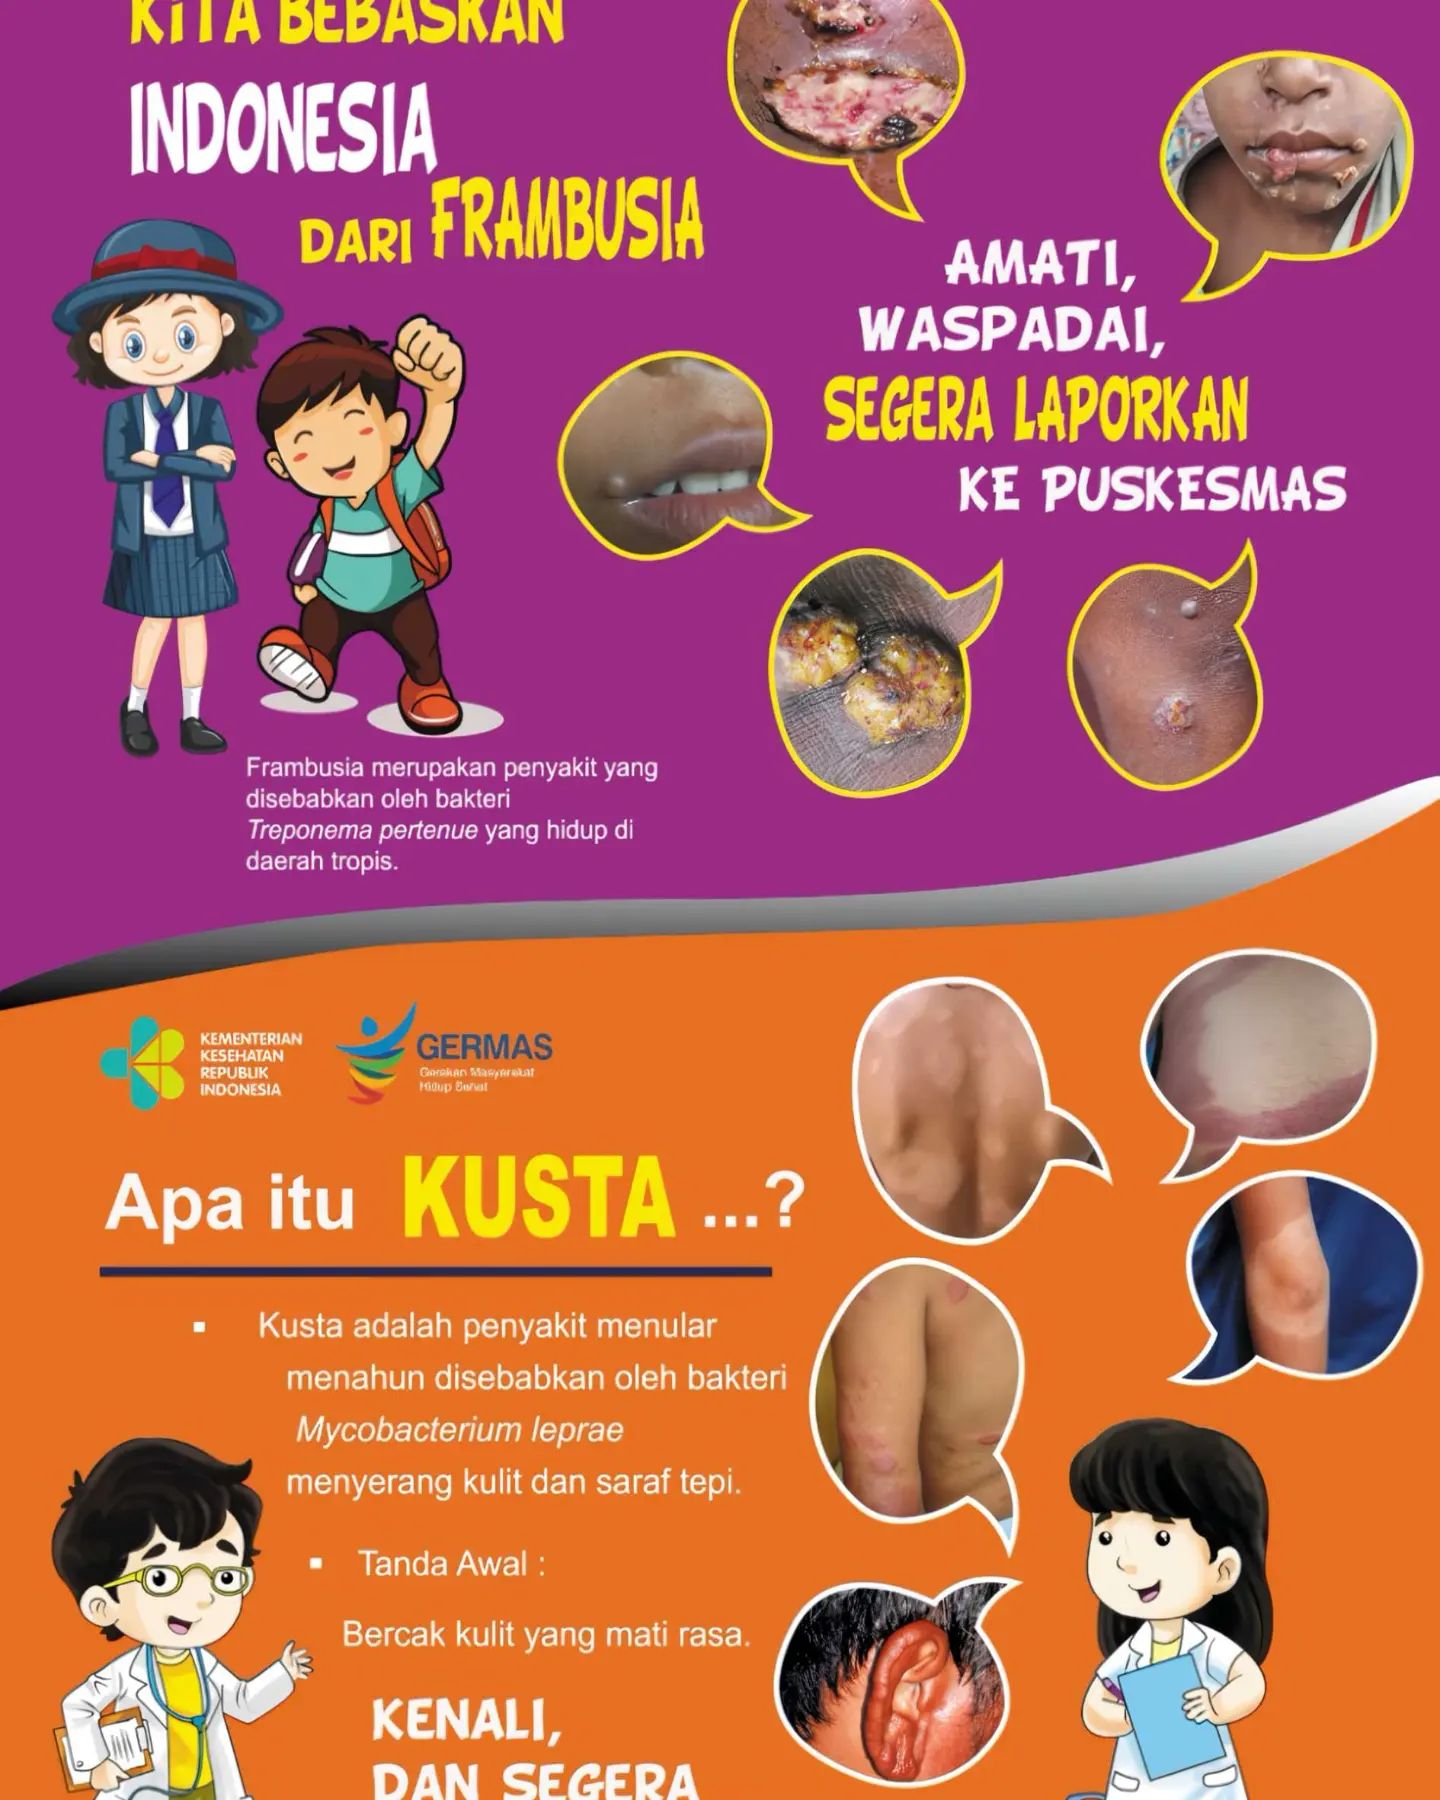 KITA BEBASKAN
INDONESIA
DARI FRAMBUSIA
AMATI,
WASPADAI,
SEGERA LAPORKAN
KE PUSKESMAS
Frambusia merupakan penyakit yang
disebabkan oleh bakteri
Treponema pertenue yang hidup di
daerah tropis.
KEMENTERIAN
KESEHATAN
REPUBLIK
INDONESIA
GERMAS
Gerakan Masyarakat
Hidup Sehat
Apa itu KUSTA ...?
▪ Kusta adalah penyakit menular
menahun disebabkan oleh bakteri
Mycobacterium leprae
menyerang kulit dan saraf tepi.
▪ Tanda Awal :
Bercak kulit yang mati rasa.
KENALI,
DAN SEGERA